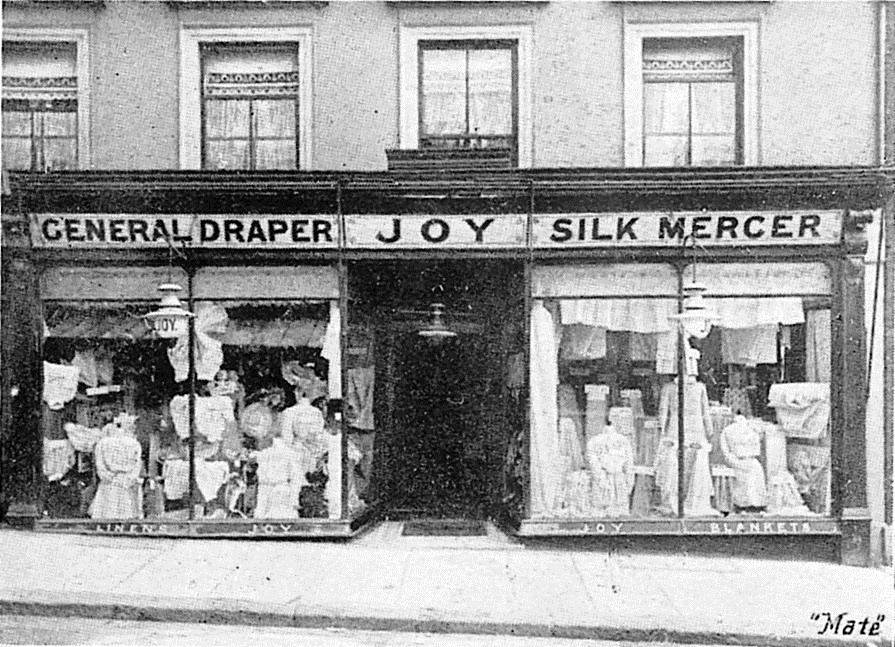 GENERAL DRAPER JOY SILK MERCER
JOY.
LINENS JOY JOY BLANKETS
"Mate"